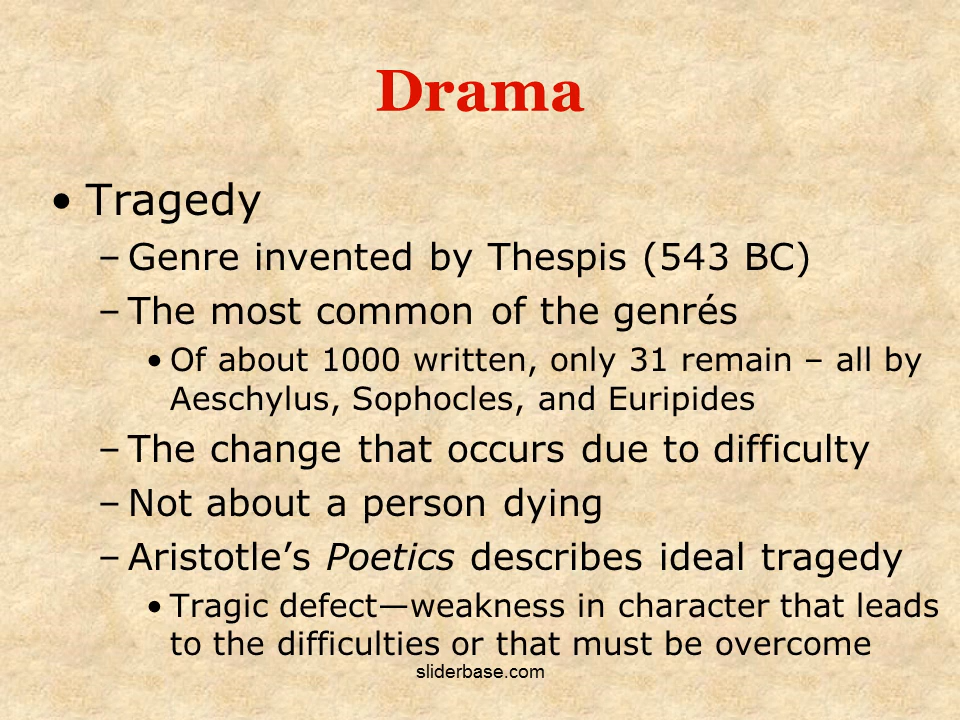 Drama
• Tragedy
– Genre invented by Thespis (543 BC)
– The most common of the genrés
• Of about 1000 written, only 31 remain – all by
Aeschylus, Sophocles, and Euripides
– The change that occurs due to difficulty
– Not about a person dying
– Aristotle’s Poetics describes ideal tragedy
• Tragic defect—weakness in character that leads
to the difficulties or that must be overcome
sliderbase.com